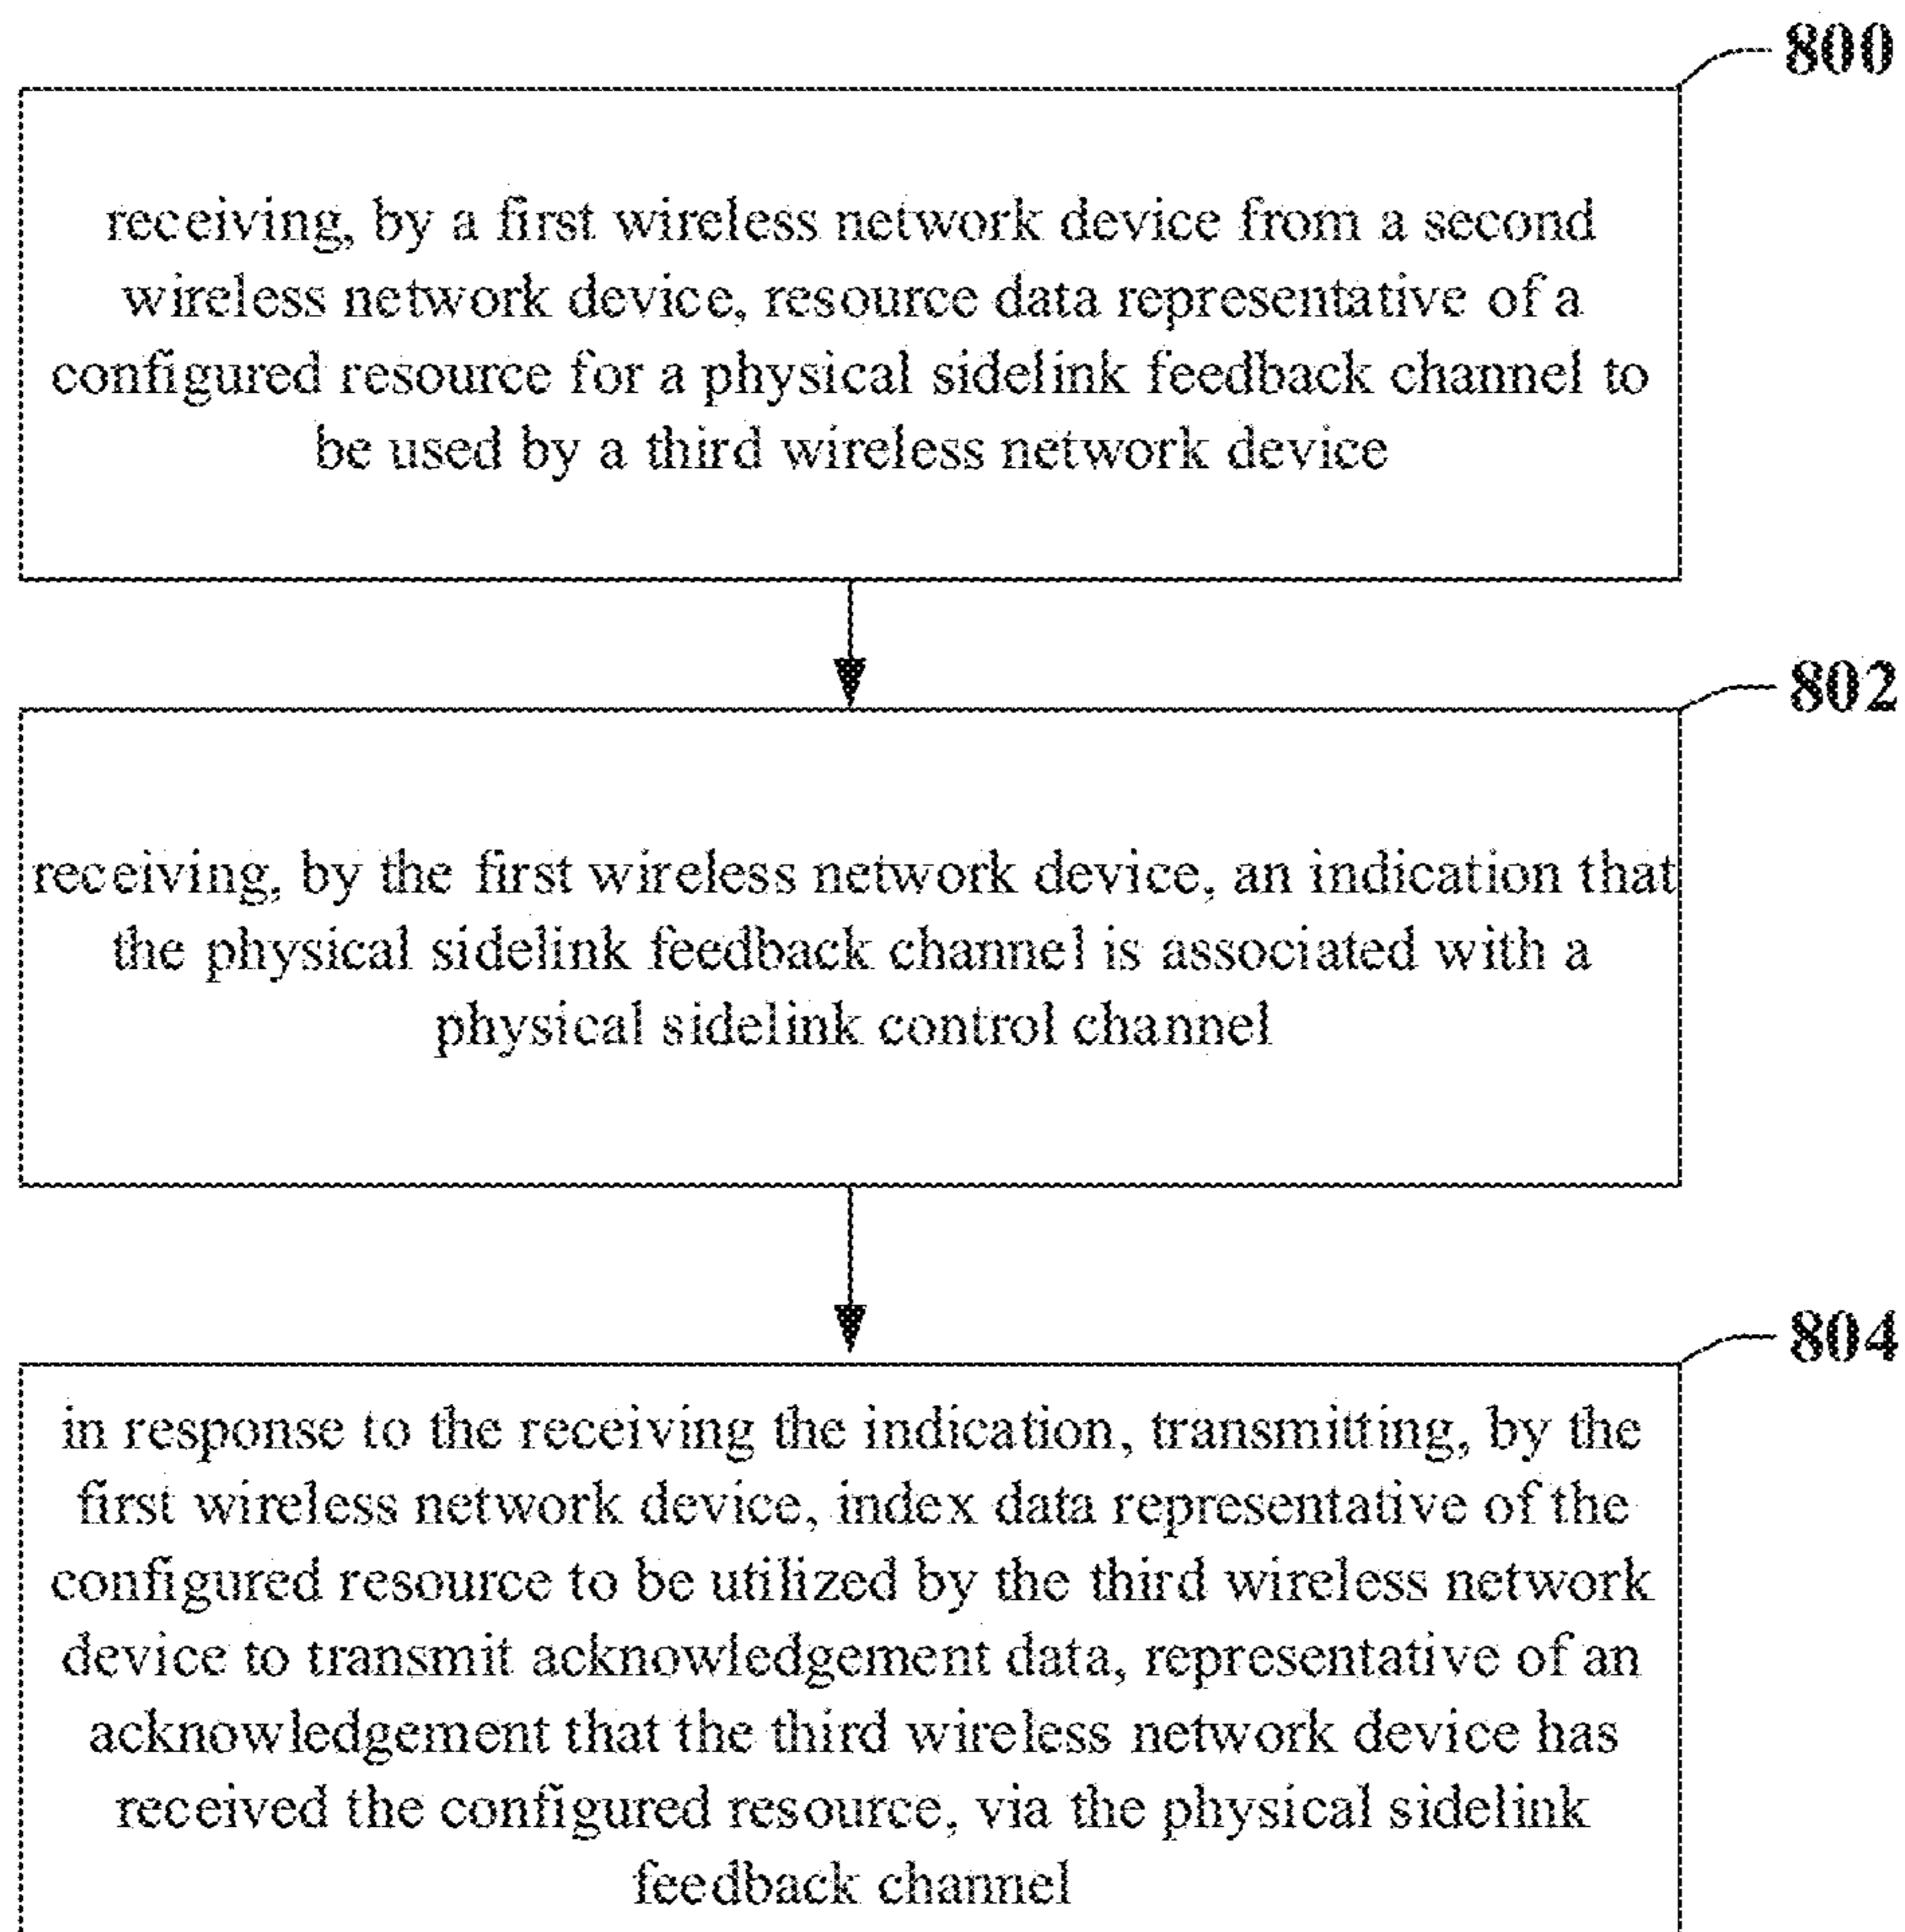 800
receiving, by a first wireless network device from a second
wireless network device, resource data representative of a
configured resource for a physical sidelink feedback channel to
be used by a third wireless network device
802
receiving, by the first wireless network device, an indication that
the physical sidelink feedback channel is associated with a
physical sidelink control channel
804
in response to the receiving the indication, transmitting, by the
first wireless network device, index data representative of the
configured resource to be utilized by the third wireless network
device to transmit acknowledgement data, representative of an
acknowledgement that the third wireless network device has
received the configured resource, via the physical sidelink
feedback channel